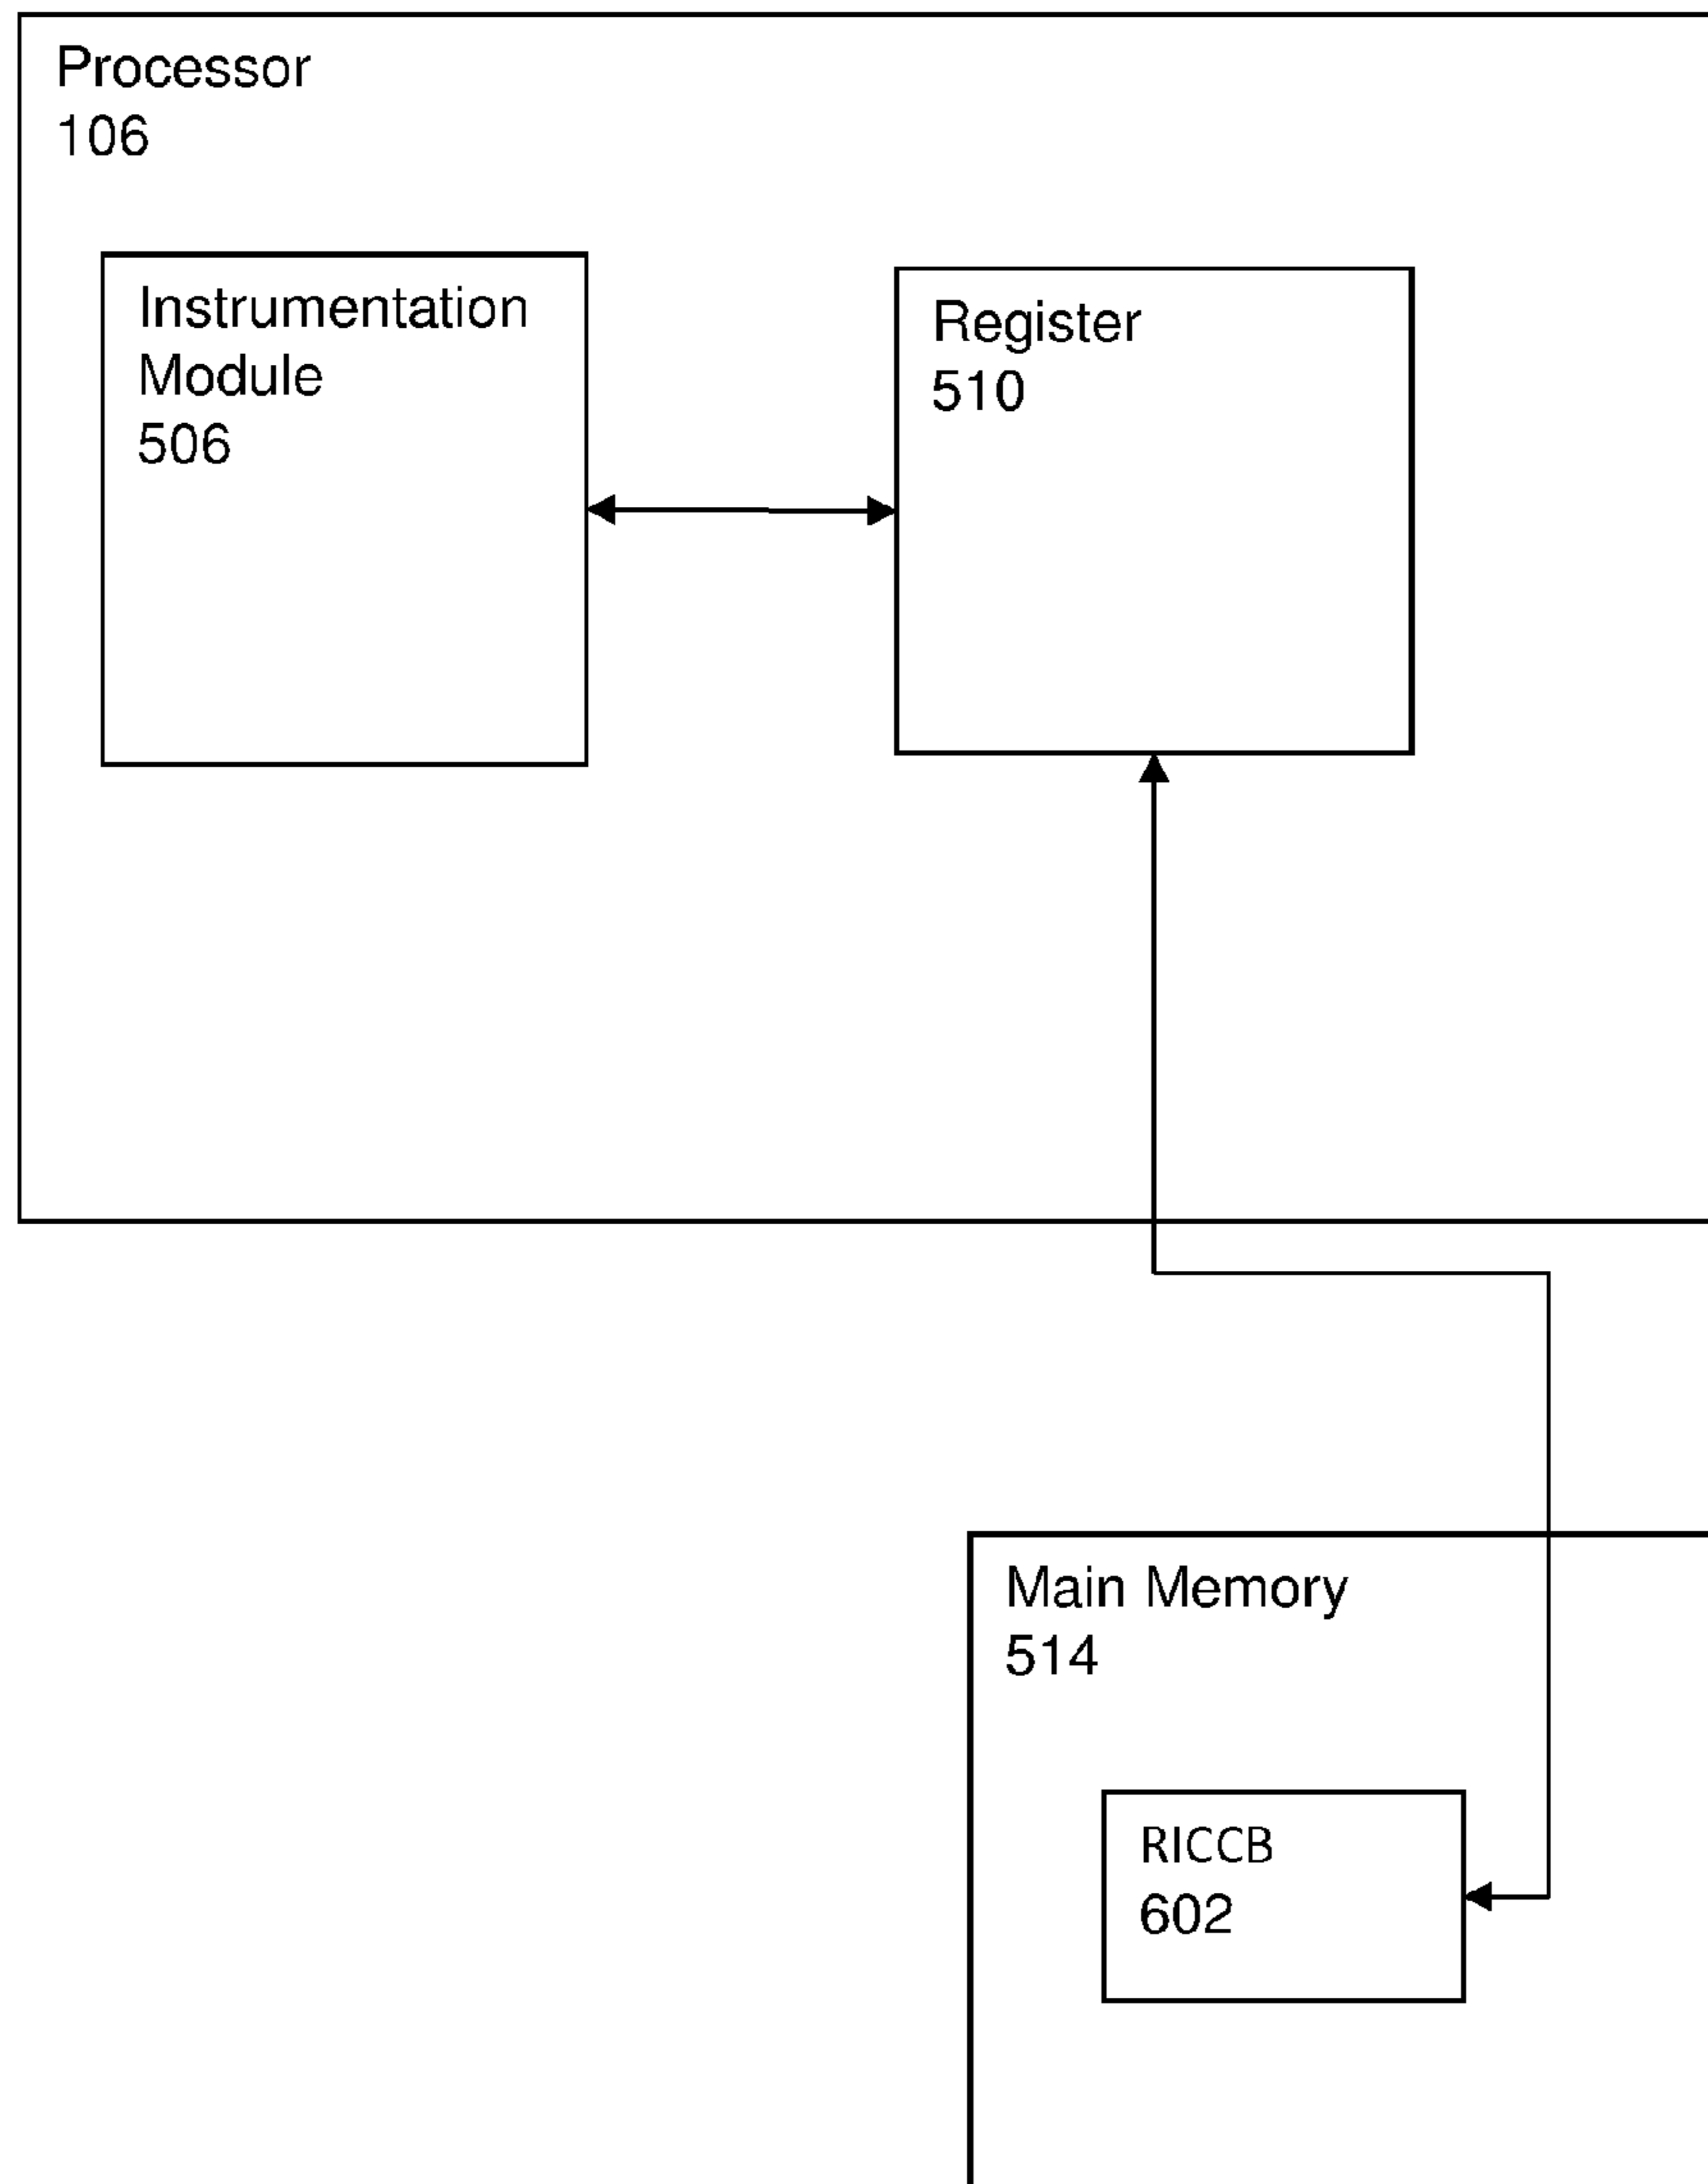 Processor
106
Instrumentation
Module
506
Register
510
Main Memory
514
RICCB
602